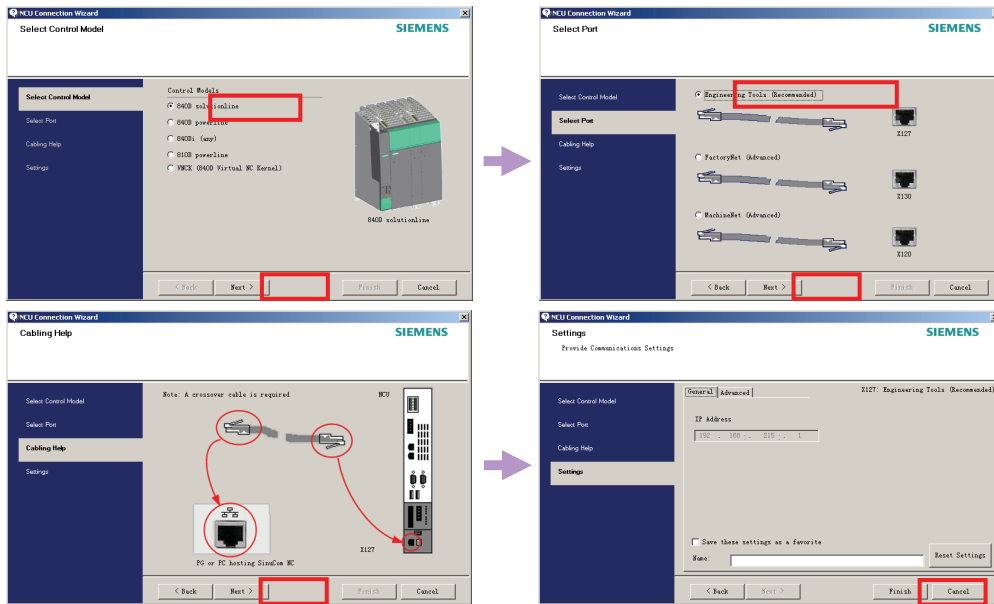 NCU Connection Wizard
Select Control Model
SIEMENS
Select Control Model
Select Port
Cabling Help
Settings
Control Models
840D solutionline
840D powerline
840Di (any)
810D powerline
VNCK (840D Virtual NC Kernel)
840D solutionline
< Back
Next >
Finish
Cancel
NCU Connection Wizard
Select Port
SIEMENS
Select Control Model
Select Port
Cabling Help
Settings
Engineering Tools (Recommended)
X127
FactoryNet (Advanced)
X130
MachineNet (Advanced)
X120
< Back
Next >
Finish
Cancel
NCU Connection Wizard
Cabling Help
SIEMENS
Select Control Model
Select Port
Cabling Help
Settings
Note: A crossover cable is required
NCU
X127
PG or PC hosting SinuCom NC
< Back
Next >
Finish
Cancel
NCU Connection Wizard
Settings
SIEMENS
Provide Communications Settings
Select Control Model
Select Port
Cabling Help
Settings
General
Advanced
X127: Engineering Tools (Recommended)
IP Address
192 . 168 . 215 . 1
Save these settings as a favorite
Name:
Reset Settings
< Back
Next >
Finish
Cancel